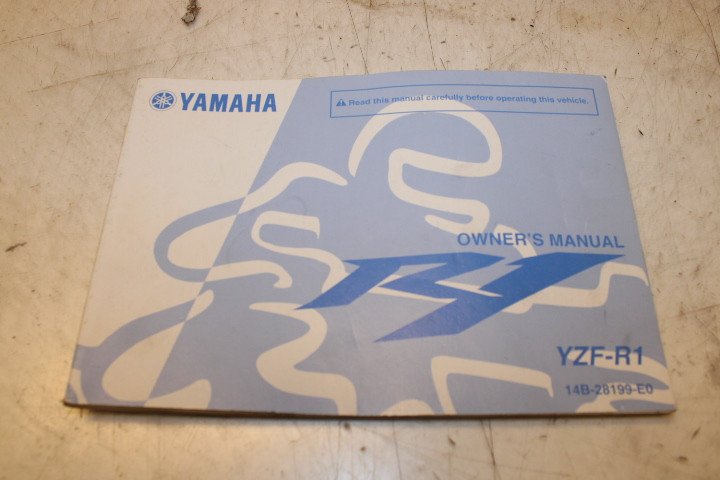 YAMAHA
⚠ Read this manual carefully before operating this vehicle.
OWNER'S MANUAL
R1
YZF-R1
14B-28199-E0